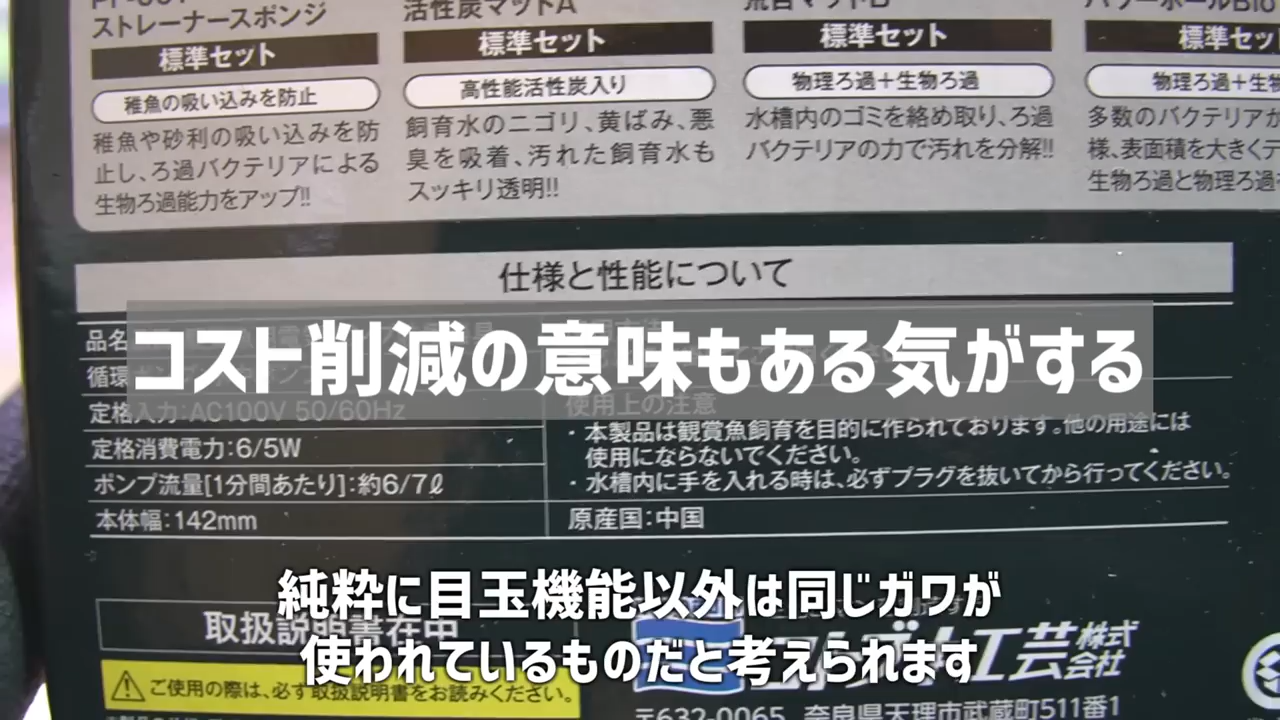 ストレーナースポンジ
標準セット
稚魚の吸い込みを防止
稚魚や砂利の吸い込みを防
止し、ろ過バクテリアによる
生物ろ過能力をアップ!!
活性炭マットA
標準セット
高性能活性炭入り
飼育水のニゴリ、黄ばみ、悪
臭を吸着、汚れた飼育水も
スッキリ透明!!
標準セット
物理ろ過+生物ろ過
水槽内のゴミを絡め取り、ろ過
バクテリアの力で汚れを分解!!
標準セッ
物理ろ過+生
多数のバクテリアが
様、表面積を大きくテ
生物ろ過と物理ろ過
仕様と性能について
品名
コスト削減の意味もある気がする
循環
定格入力:AC100V 50/60Hz
定格消費電力:6/5W
ポンプ流量[1分間あたり]:約6/7ℓ
本体幅:142mm
使用上の注意
・本製品は観賞魚飼育を目的に作られております。他の用途には
使用にならないでください。
・水槽内に手を入れる時は、必ずプラグを抜いてから行ってください。
原産国:中国
純粋に目玉機能以外は同じガワが
使われているものだと考えられます
取扱説明書在中
ご使用の際は、必ず取扱説明書をお読みください。
工芸株式会社
〒632-0065 奈良県天理市武蔵町511番1